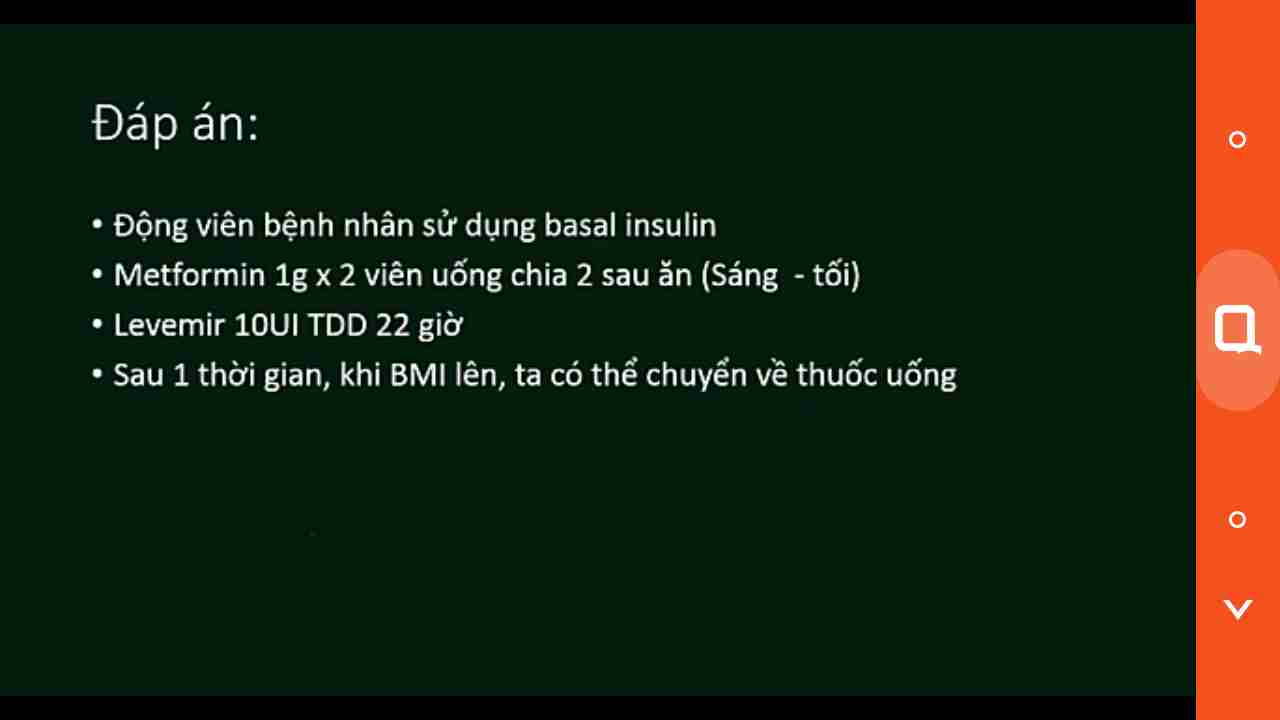 Đáp án:
• Động viên bệnh nhân sử dụng basal insulin
• Metformin 1g x 2 viên uống chia 2 sau ăn (Sáng - tối)
• Levemir 10UI TDD 22 giờ
• Sau 1 thời gian, khi BMI lên, ta có thể chuyển về thuốc uống